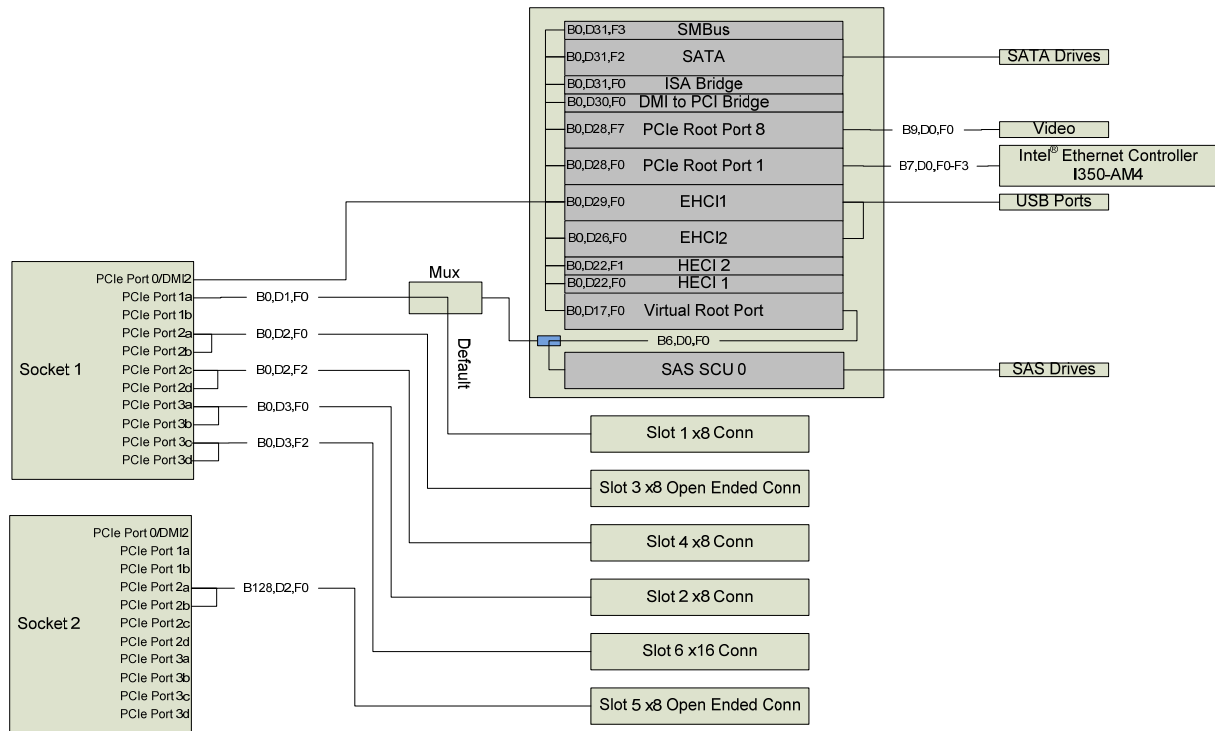 B0,D31,F3 SMBus
B0,D31,F2 SATA
SATA Drives
B0,D31,F0 ISA Bridge
B0,D30,F0 DMI to PCI Bridge
B0,D28,F7 PCIe Root Port 8
B9,D0,F0
Video
B0,D28,F0 PCIe Root Port 1
B7,D0,F0-F3
Intel® Ethernet Controller
I350-AM4
B0,D29,F0 EHCI1
USB Ports
B0,D26,F0 EHCI2
B0,D22,F1 HECI 2
B0,D22,F0 HECI 1
B0,D17,F0 Virtual Root Port
B6,D0,F0
SAS SCU 0
SAS Drives
Mux
Default
Socket 1
PCIe Port 0/DMI2
PCIe Port 1a
B0,D1,F0
PCIe Port 1b
PCIe Port 2a
B0,D2,F0
PCIe Port 2b
PCIe Port 2c
B0,D2,F2
PCIe Port 2d
PCIe Port 3a
B0,D3,F0
PCIe Port 3b
PCIe Port 3c
B0,D3,F2
PCIe Port 3d
Slot 1 x8 Conn
Slot 3 x8 Open Ended Conn
Slot 4 x8 Conn
Slot 2 x8 Conn
Slot 6 x16 Conn
Slot 5 x8 Open Ended Conn
Socket 2
PCIe Port 0/DMI2
PCIe Port 1a
PCIe Port 1b
PCIe Port 2a
B128,D2,F0
PCIe Port 2b
PCIe Port 2c
PCIe Port 2d
PCIe Port 3a
PCIe Port 3b
PCIe Port 3c
PCIe Port 3d